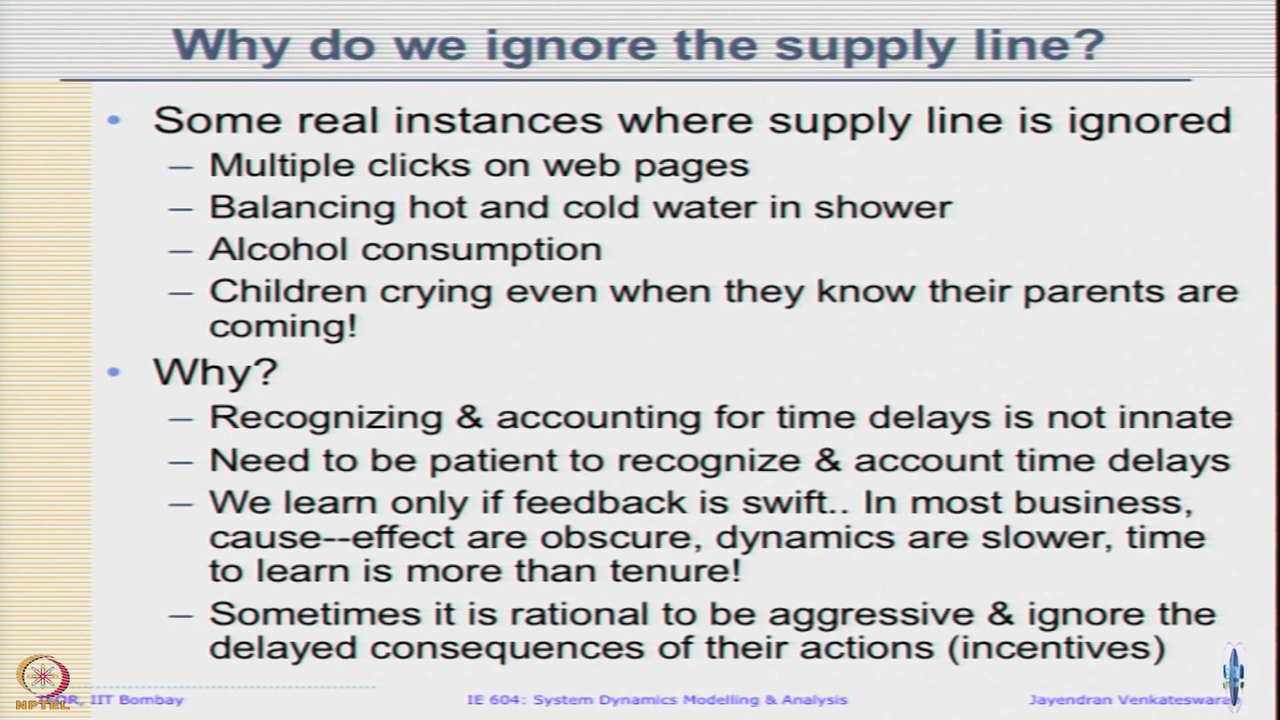 Why do we ignore the supply line?
• Some real instances where supply line is ignored
– Multiple clicks on web pages
– Balancing hot and cold water in shower
– Alcohol consumption
– Children crying even when they know their parents are
coming!
• Why?
– Recognizing & accounting for time delays is not innate
– Need to be patient to recognize & account time delays
– We learn only if feedback is swift.. In most business,
cause--effect are obscure, dynamics are slower, time
to learn is more than tenure!
– Sometimes it is rational to be aggressive & ignore the
delayed consequences of their actions (incentives)
IIT Bombay
IE 604: System Dynamics Modelling & Analysis
Jayendran Venkateswaran
NPTEL